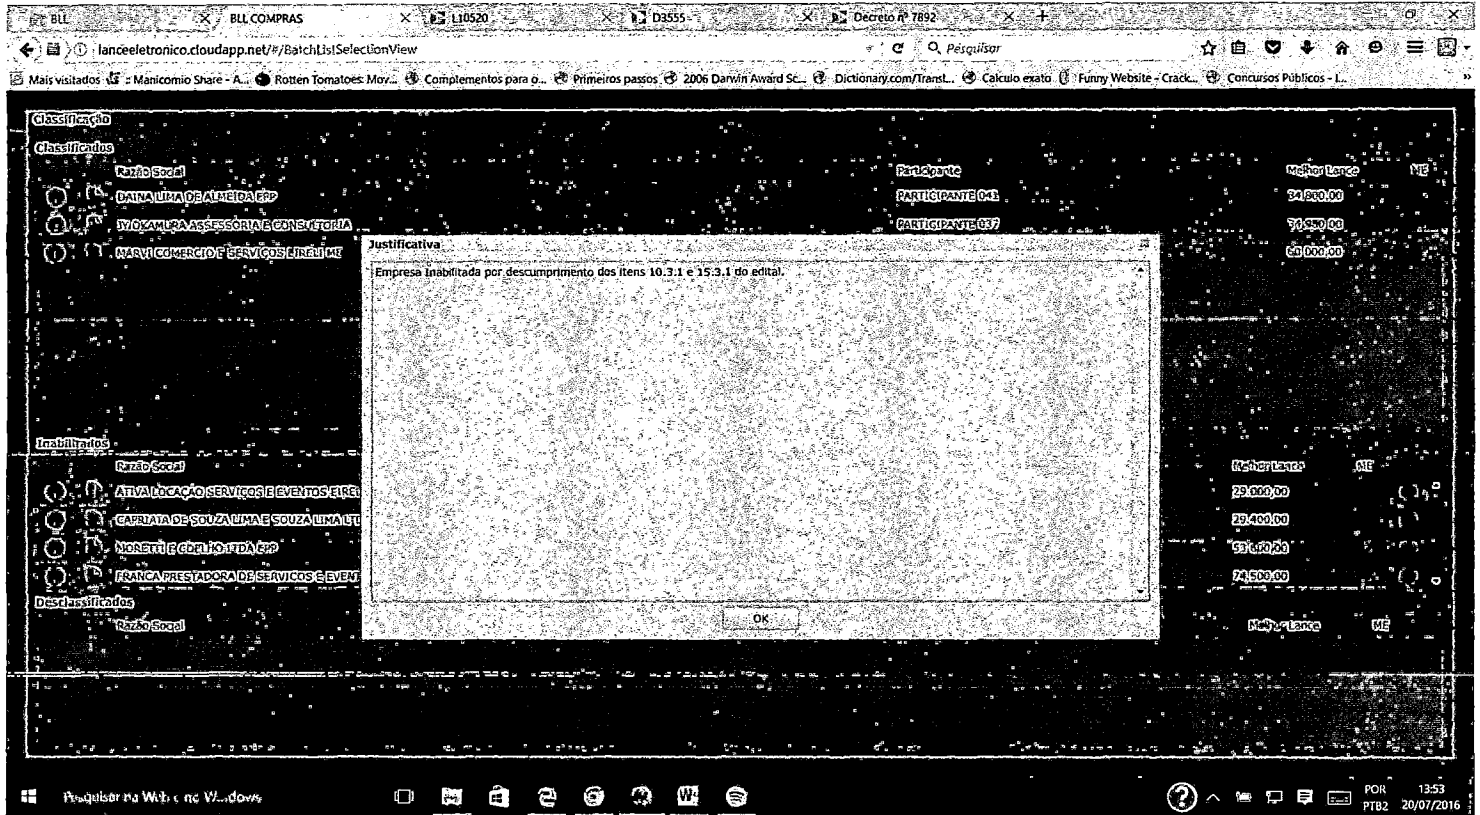 BLL
BLL COMPRAS
L10520
D3555
Decreto nº 7892
lanceeletronico.cloudapp.net/#/BatchListSelectionView
Pesquisar
Mais visitados :: Manicomio Share - A... Rotten Tomatoes: Mov... Complementos para o... Primeiros passos 2006 Darwin Award Sc... Dictionary.com/Transl... Calculo exato Funny Website - Crack... Concursos Públicos - I...
Classificação
Classificados
Razão Social Participante Melhor Lance ME
DAINA LIMA DE ALMEIDA EPP PARTICIPANTE 041 34.800,00
OKAMURA ASSESSORIA E CONSULTORIA PARTICIPANTE 037
MARVI COMERCIO E SERVIÇOS EIRELI ME 60.000,00
Justificativa
Empresa Inabilitada por descumprimento dos itens 10.3.1 e 15.3.1 do edital.
OK
Inabilitados
Razão Social Melhor Lance ME
ATIVA LOCAÇÃO SERVIÇOS E EVENTOS EIREL 29.000,00
CAPRIATA DE SOUZA LIMA E SOUZA LIMA LT 29.400,00
MORETTI E COELHO LTDA EPP
FRANCA PRESTADORA DE SERVICOS E EVENT 74.500,00
Desclassificados
Razão Social Melhor Lance ME
Pesquisar na Web e no Windows
POR
PTB2
13:53
20/07/2016